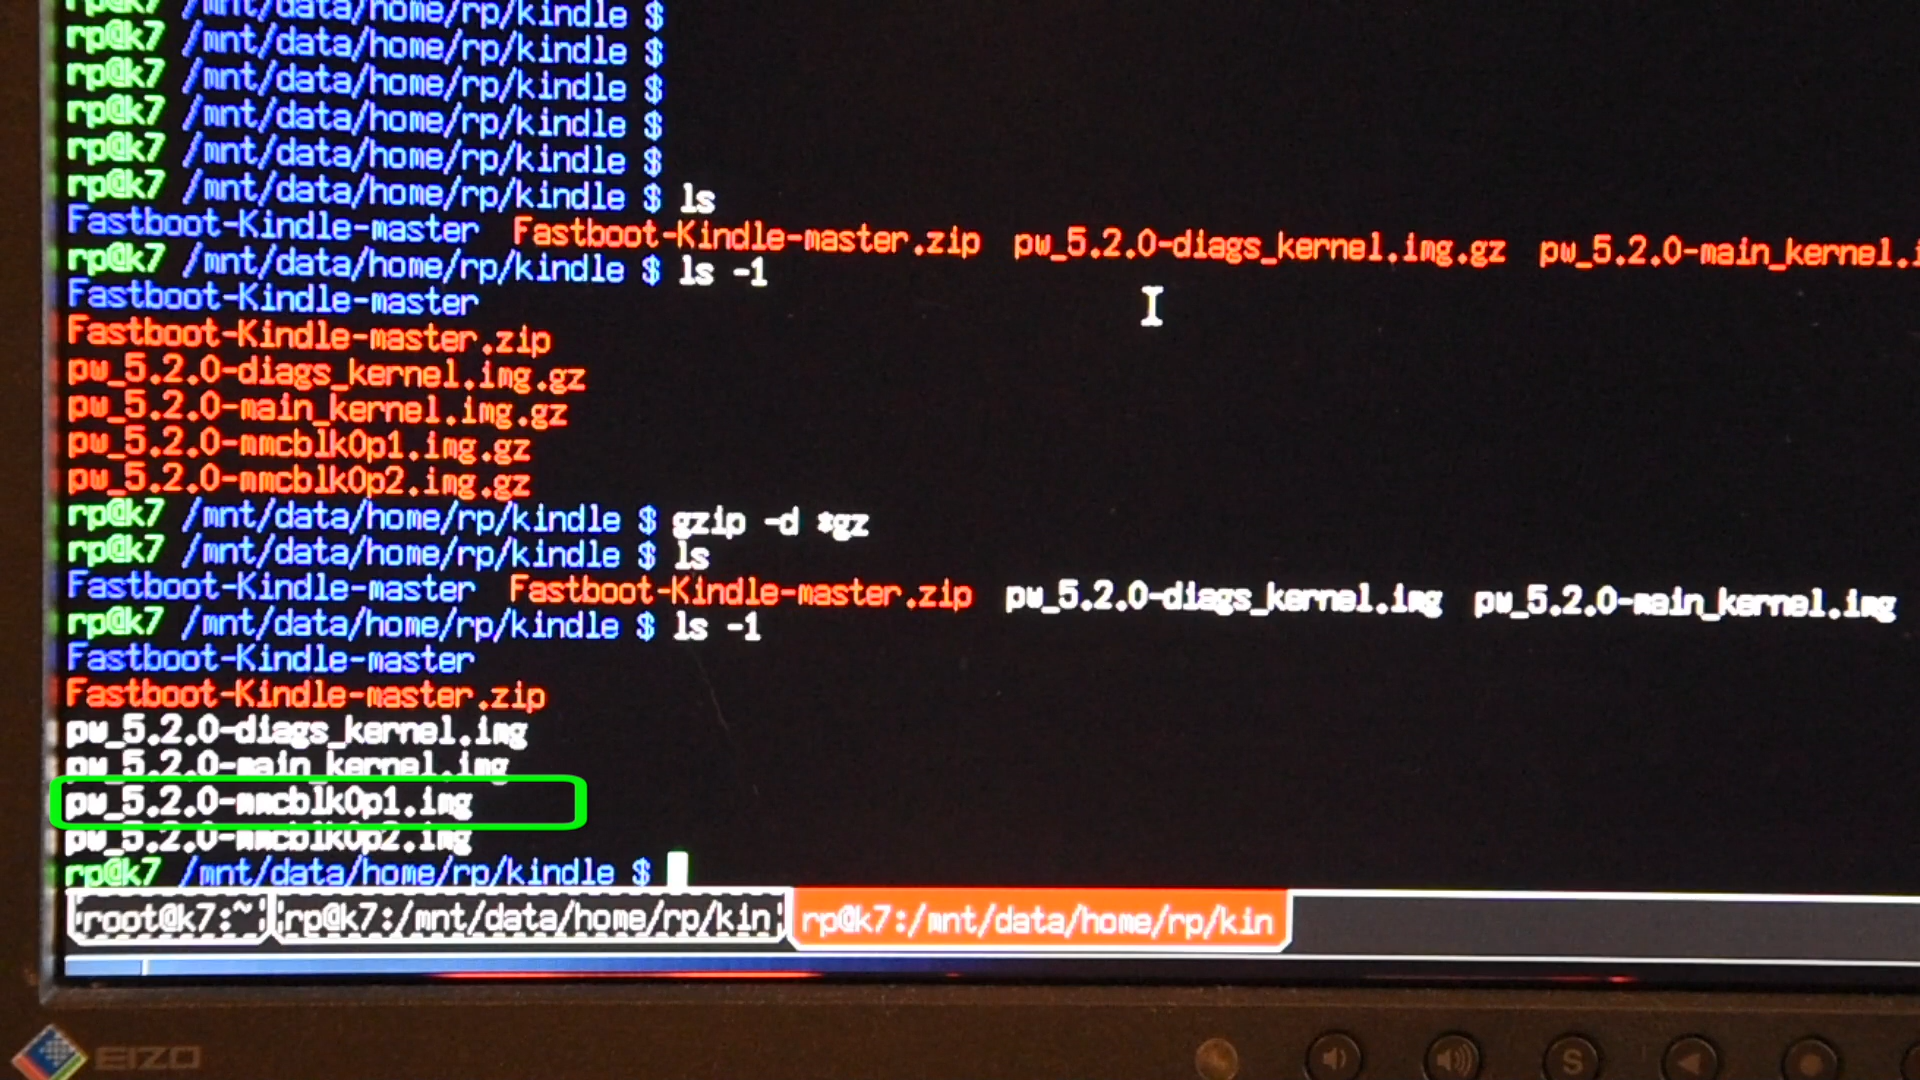 rp@k7 /mnt/data/home/rp/kindle $
rp@k7 /mnt/data/home/rp/kindle $
rp@k7 /mnt/data/home/rp/kindle $
rp@k7 /mnt/data/home/rp/kindle $
rp@k7 /mnt/data/home/rp/kindle $
rp@k7 /mnt/data/home/rp/kindle $ ls
Fastboot-Kindle-master Fastboot-Kindle-master.zip pw_5.2.0-diags_kernel.img.gz pw_5.2.0-main_kernel.i
rp@k7 /mnt/data/home/rp/kindle $ ls -1
Fastboot-Kindle-master
Fastboot-Kindle-master.zip
pw_5.2.0-diags_kernel.img.gz
pw_5.2.0-main_kernel.img.gz
pw_5.2.0-mmcblk0p1.img.gz
pw_5.2.0-mmcblk0p2.img.gz
rp@k7 /mnt/data/home/rp/kindle $ gzip -d *gz
rp@k7 /mnt/data/home/rp/kindle $ ls
Fastboot-Kindle-master Fastboot-Kindle-master.zip pw_5.2.0-diags_kernel.img pw_5.2.0-main_kernel.img
rp@k7 /mnt/data/home/rp/kindle $ ls -1
Fastboot-Kindle-master
Fastboot-Kindle-master.zip
pw_5.2.0-diags_kernel.img
pw_5.2.0-main_kernel.img
pw_5.2.0-mmcblk0p1.img
pw_5.2.0-mmcblk0p2.img
rp@k7 /mnt/data/home/rp/kindle $
root@k7:~ rp@k7:/mnt/data/home/rp/kin rp@k7:/mnt/data/home/rp/kin
EIZO
S